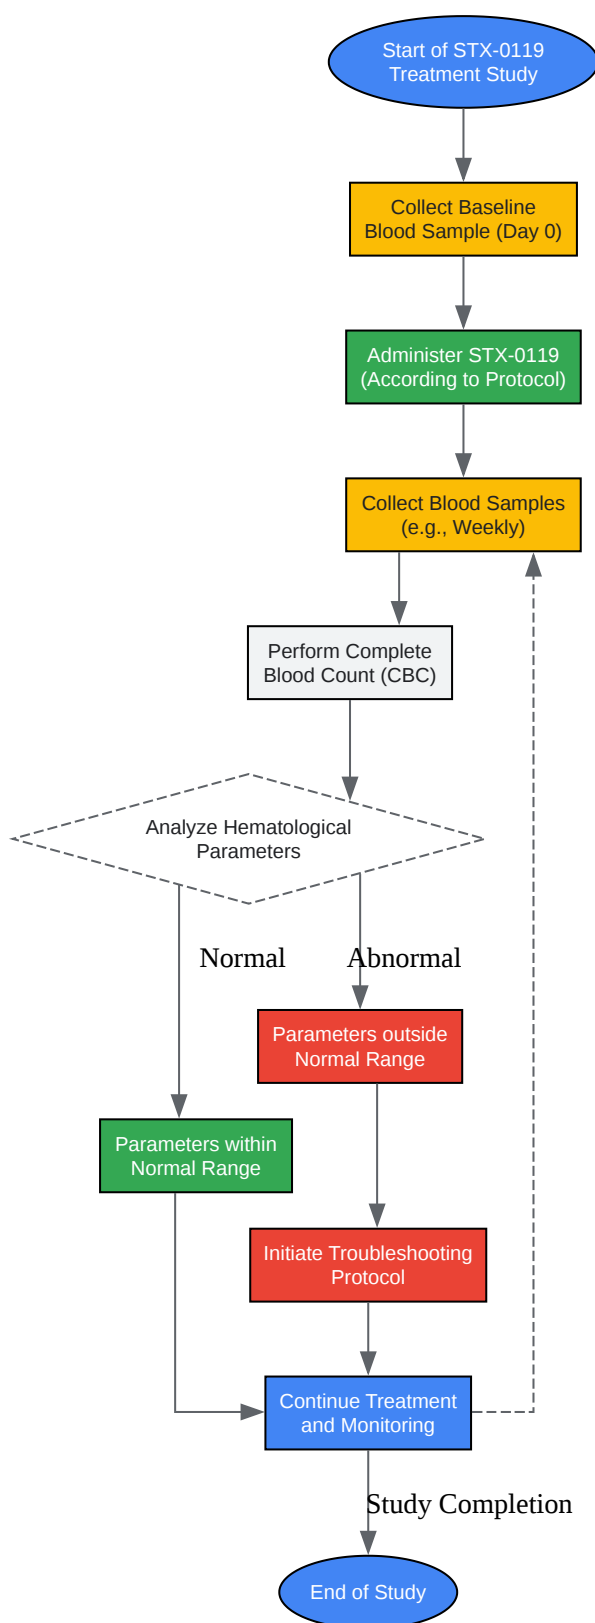 Start of STX-0119
Treatment Study
Collect Baseline
Blood Sample (Day 0)
Administer STX-0119
(According to Protocol)
Collect Blood Samples
(e.g., Weekly)
Perform Complete
Blood Count (CBC)
Analyze Hematological
Parameters
Normal
Abnormal
Parameters outside
Normal Range
Parameters within
Normal Range
Initiate Troubleshooting
Protocol
Continue Treatment
and Monitoring
Study Completion
End of Study